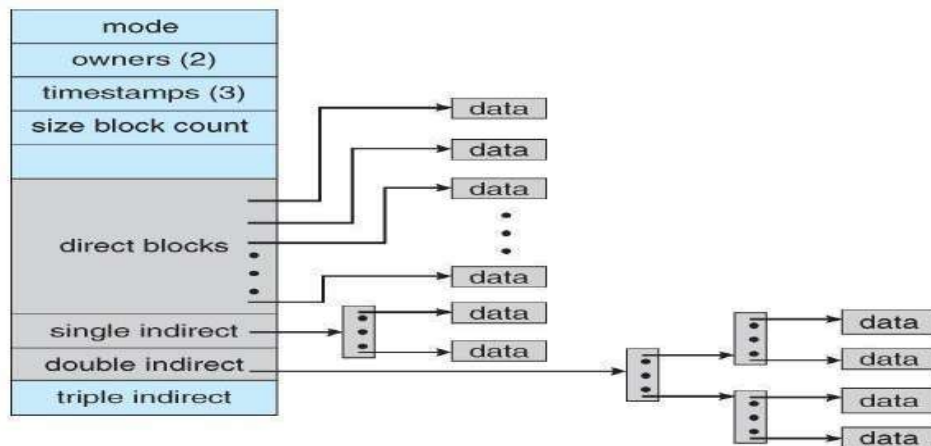 mode
owners (2)
timestamps (3)
size block count
direct blocks
single indirect
double indirect
triple indirect
data
data
data
data
data
data
data
data
data
data